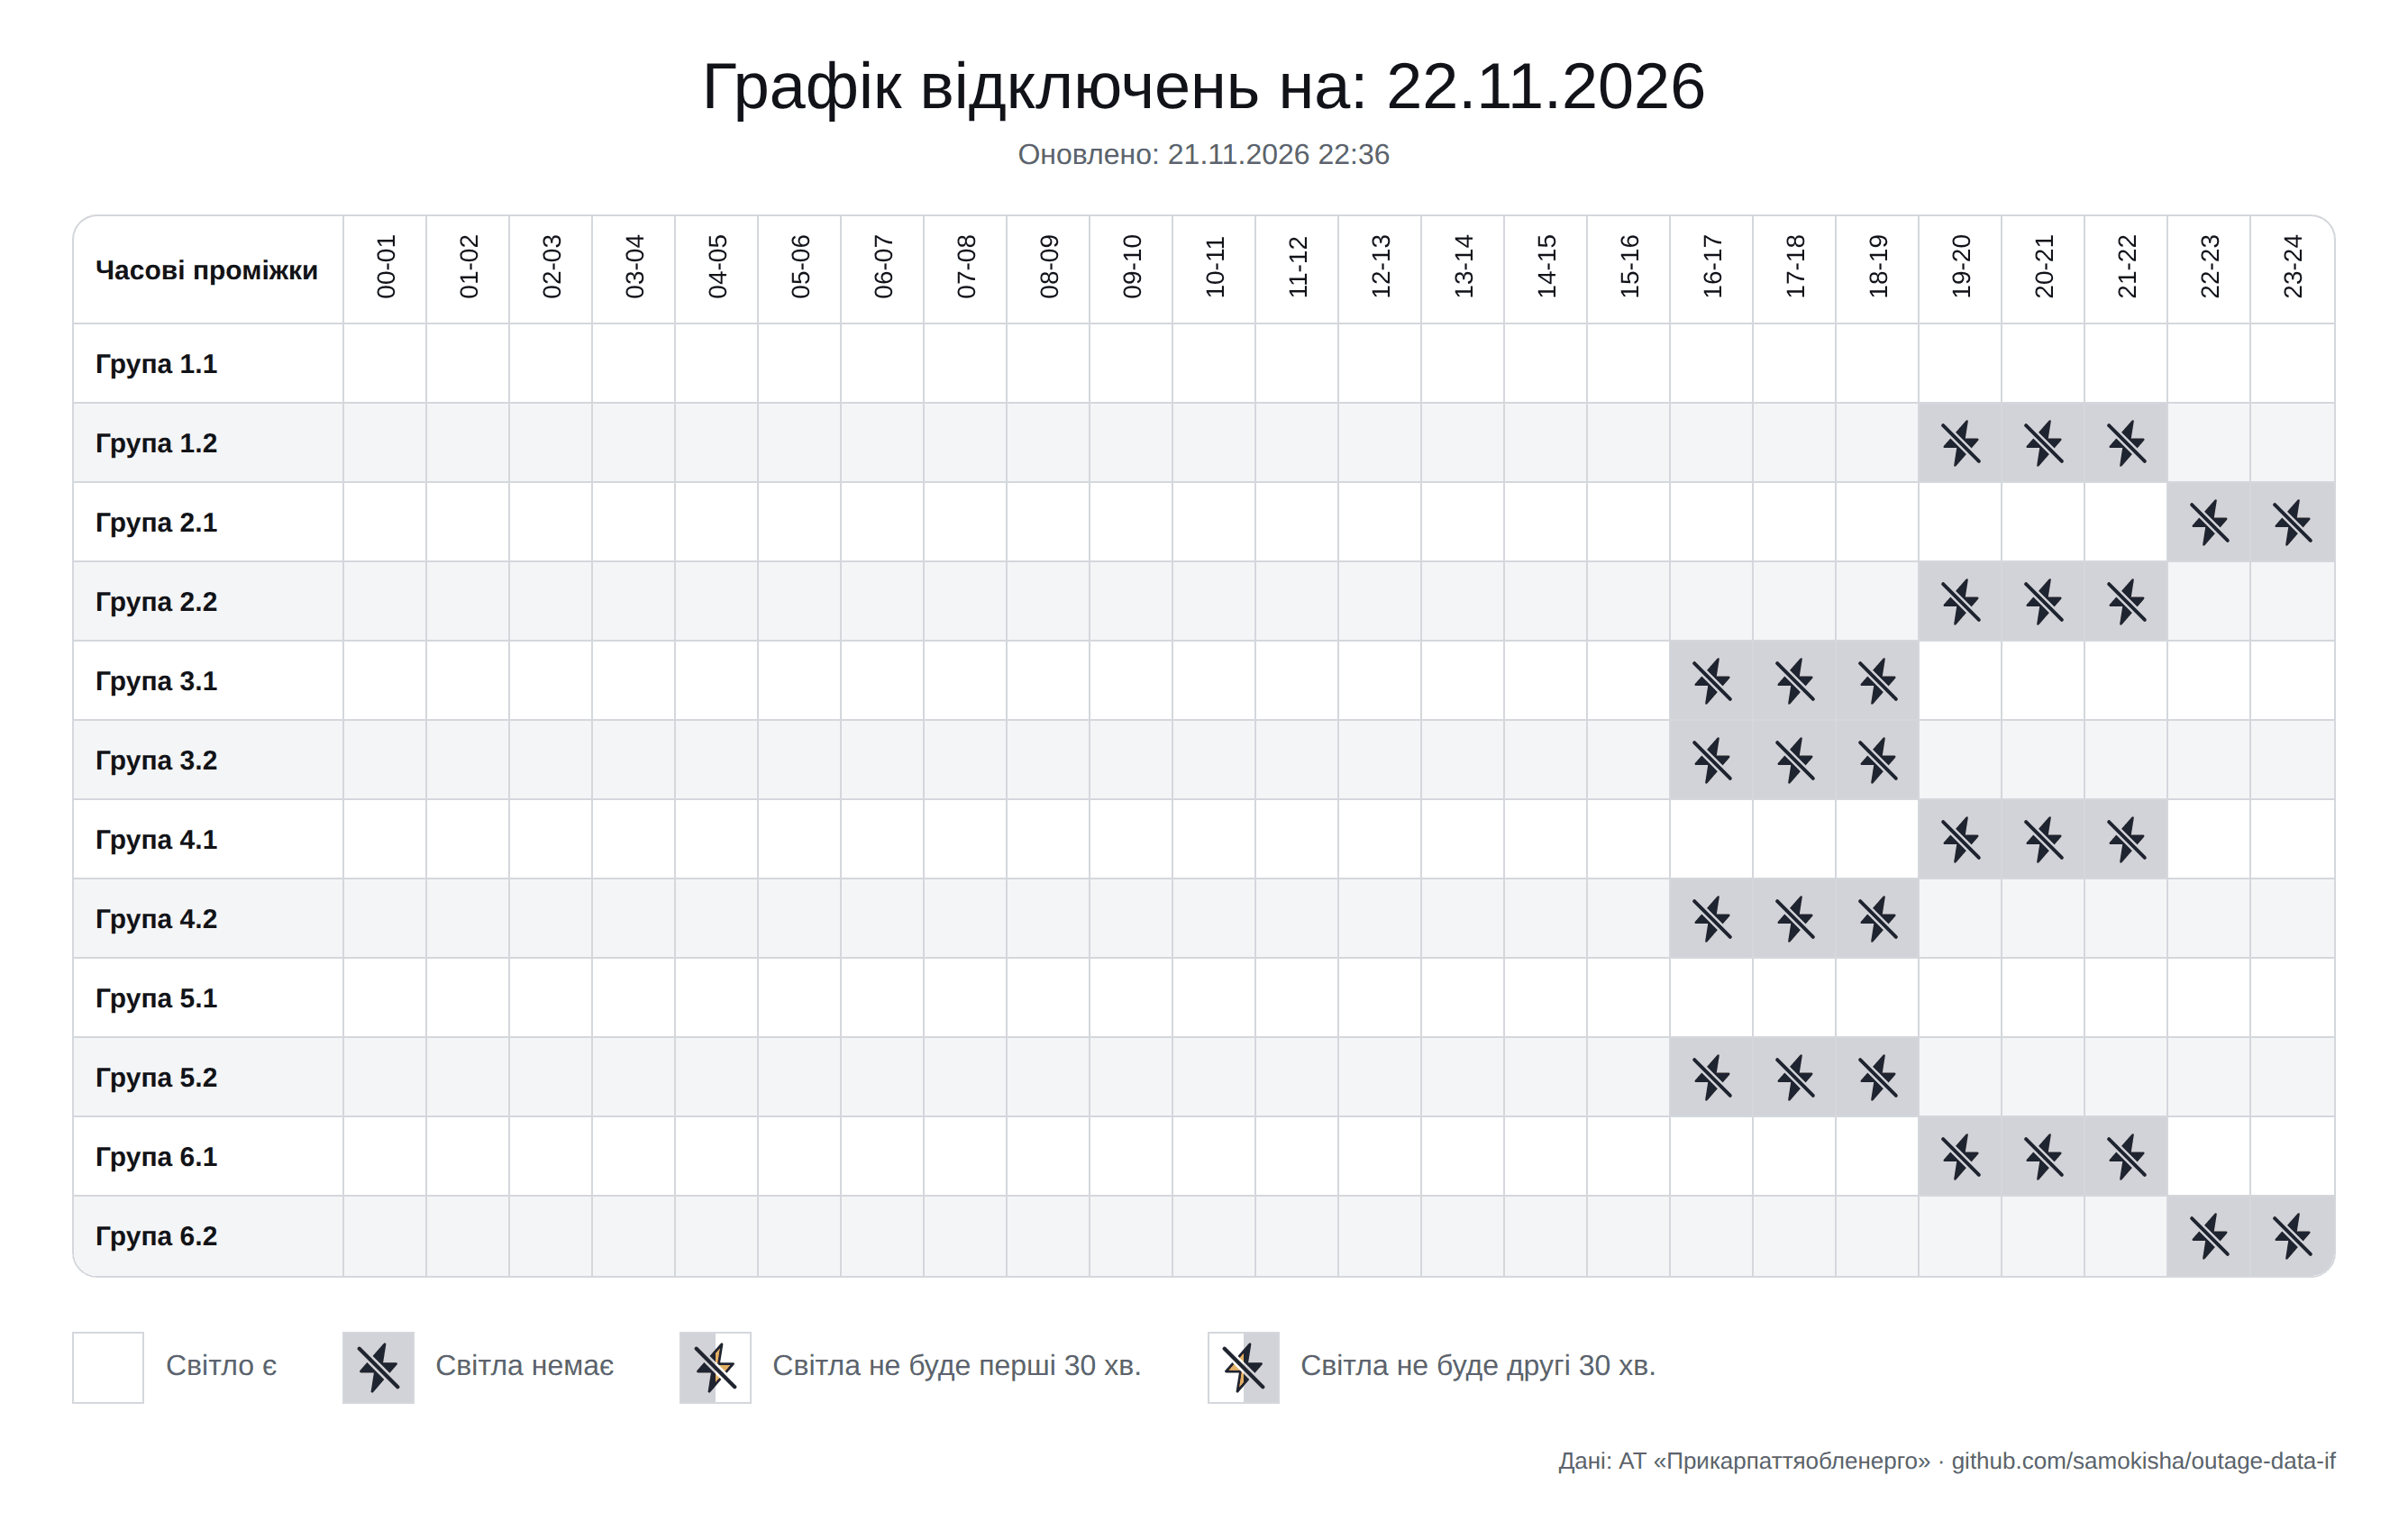 Графік відключень на: 22.11.2026
Оновлено: 21.11.2026 22:36
Часові проміжки 00-01 01-02 02-03 03-04 04-05 05-06 06-07 07-08 08-09 09-10 10-11 11-12 12-13 13-14 14-15 15-16 16-17 17-18 18-19 19-20 20-21 21-22 22-23 23-24
Група 1.1
Група 1.2
Група 2.1
Група 2.2
Група 3.1
Група 3.2
Група 4.1
Група 4.2
Група 5.1
Група 5.2
Група 6.1
Група 6.2
Світло є Світла немає Світла не буде перші 30 хв. Світла не буде другі 30 хв.
Дані: АТ «Прикарпаттяобленерго» · github.com/samokisha/outage-data-if